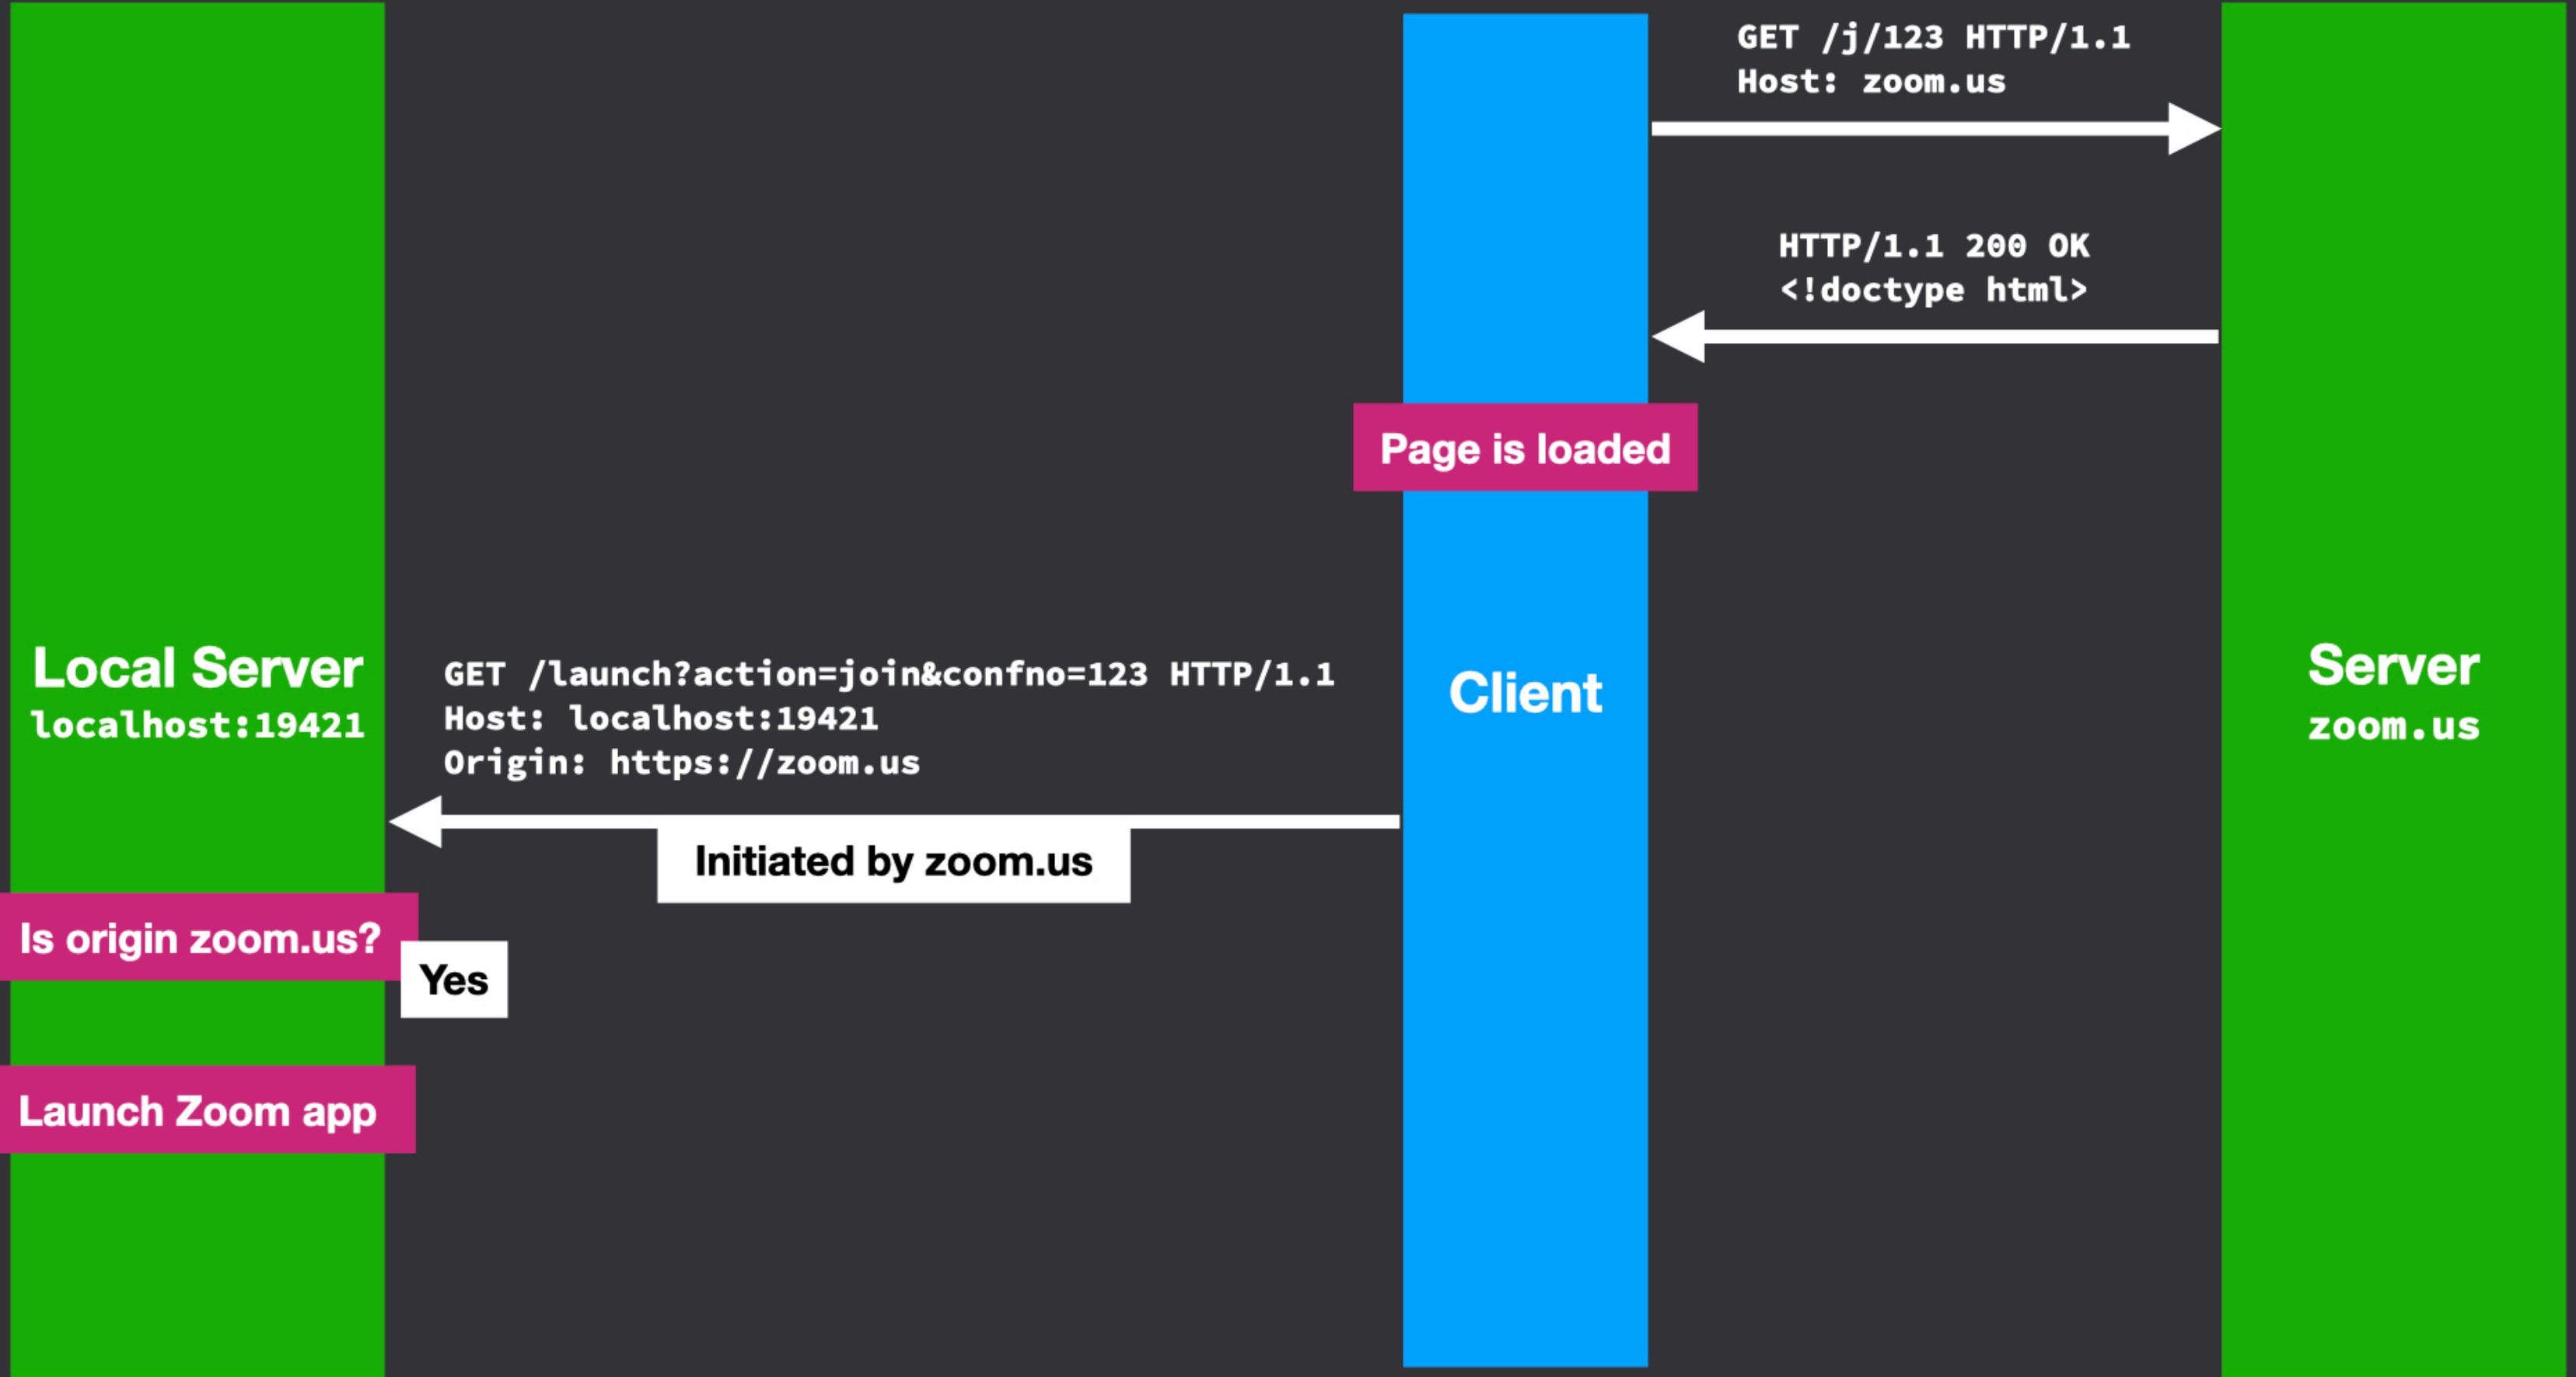 GET /j/123 HTTP/1.1
Host: zoom.us
HTTP/1.1 200 OK
<!doctype html>
Page is loaded
Local Server
localhost:19421
GET /launch?action=join&confno=123 HTTP/1.1
Host: localhost:19421
Origin: https://zoom.us
Client
Server
zoom.us
Initiated by zoom.us
Is origin zoom.us?
Yes
Launch Zoom app